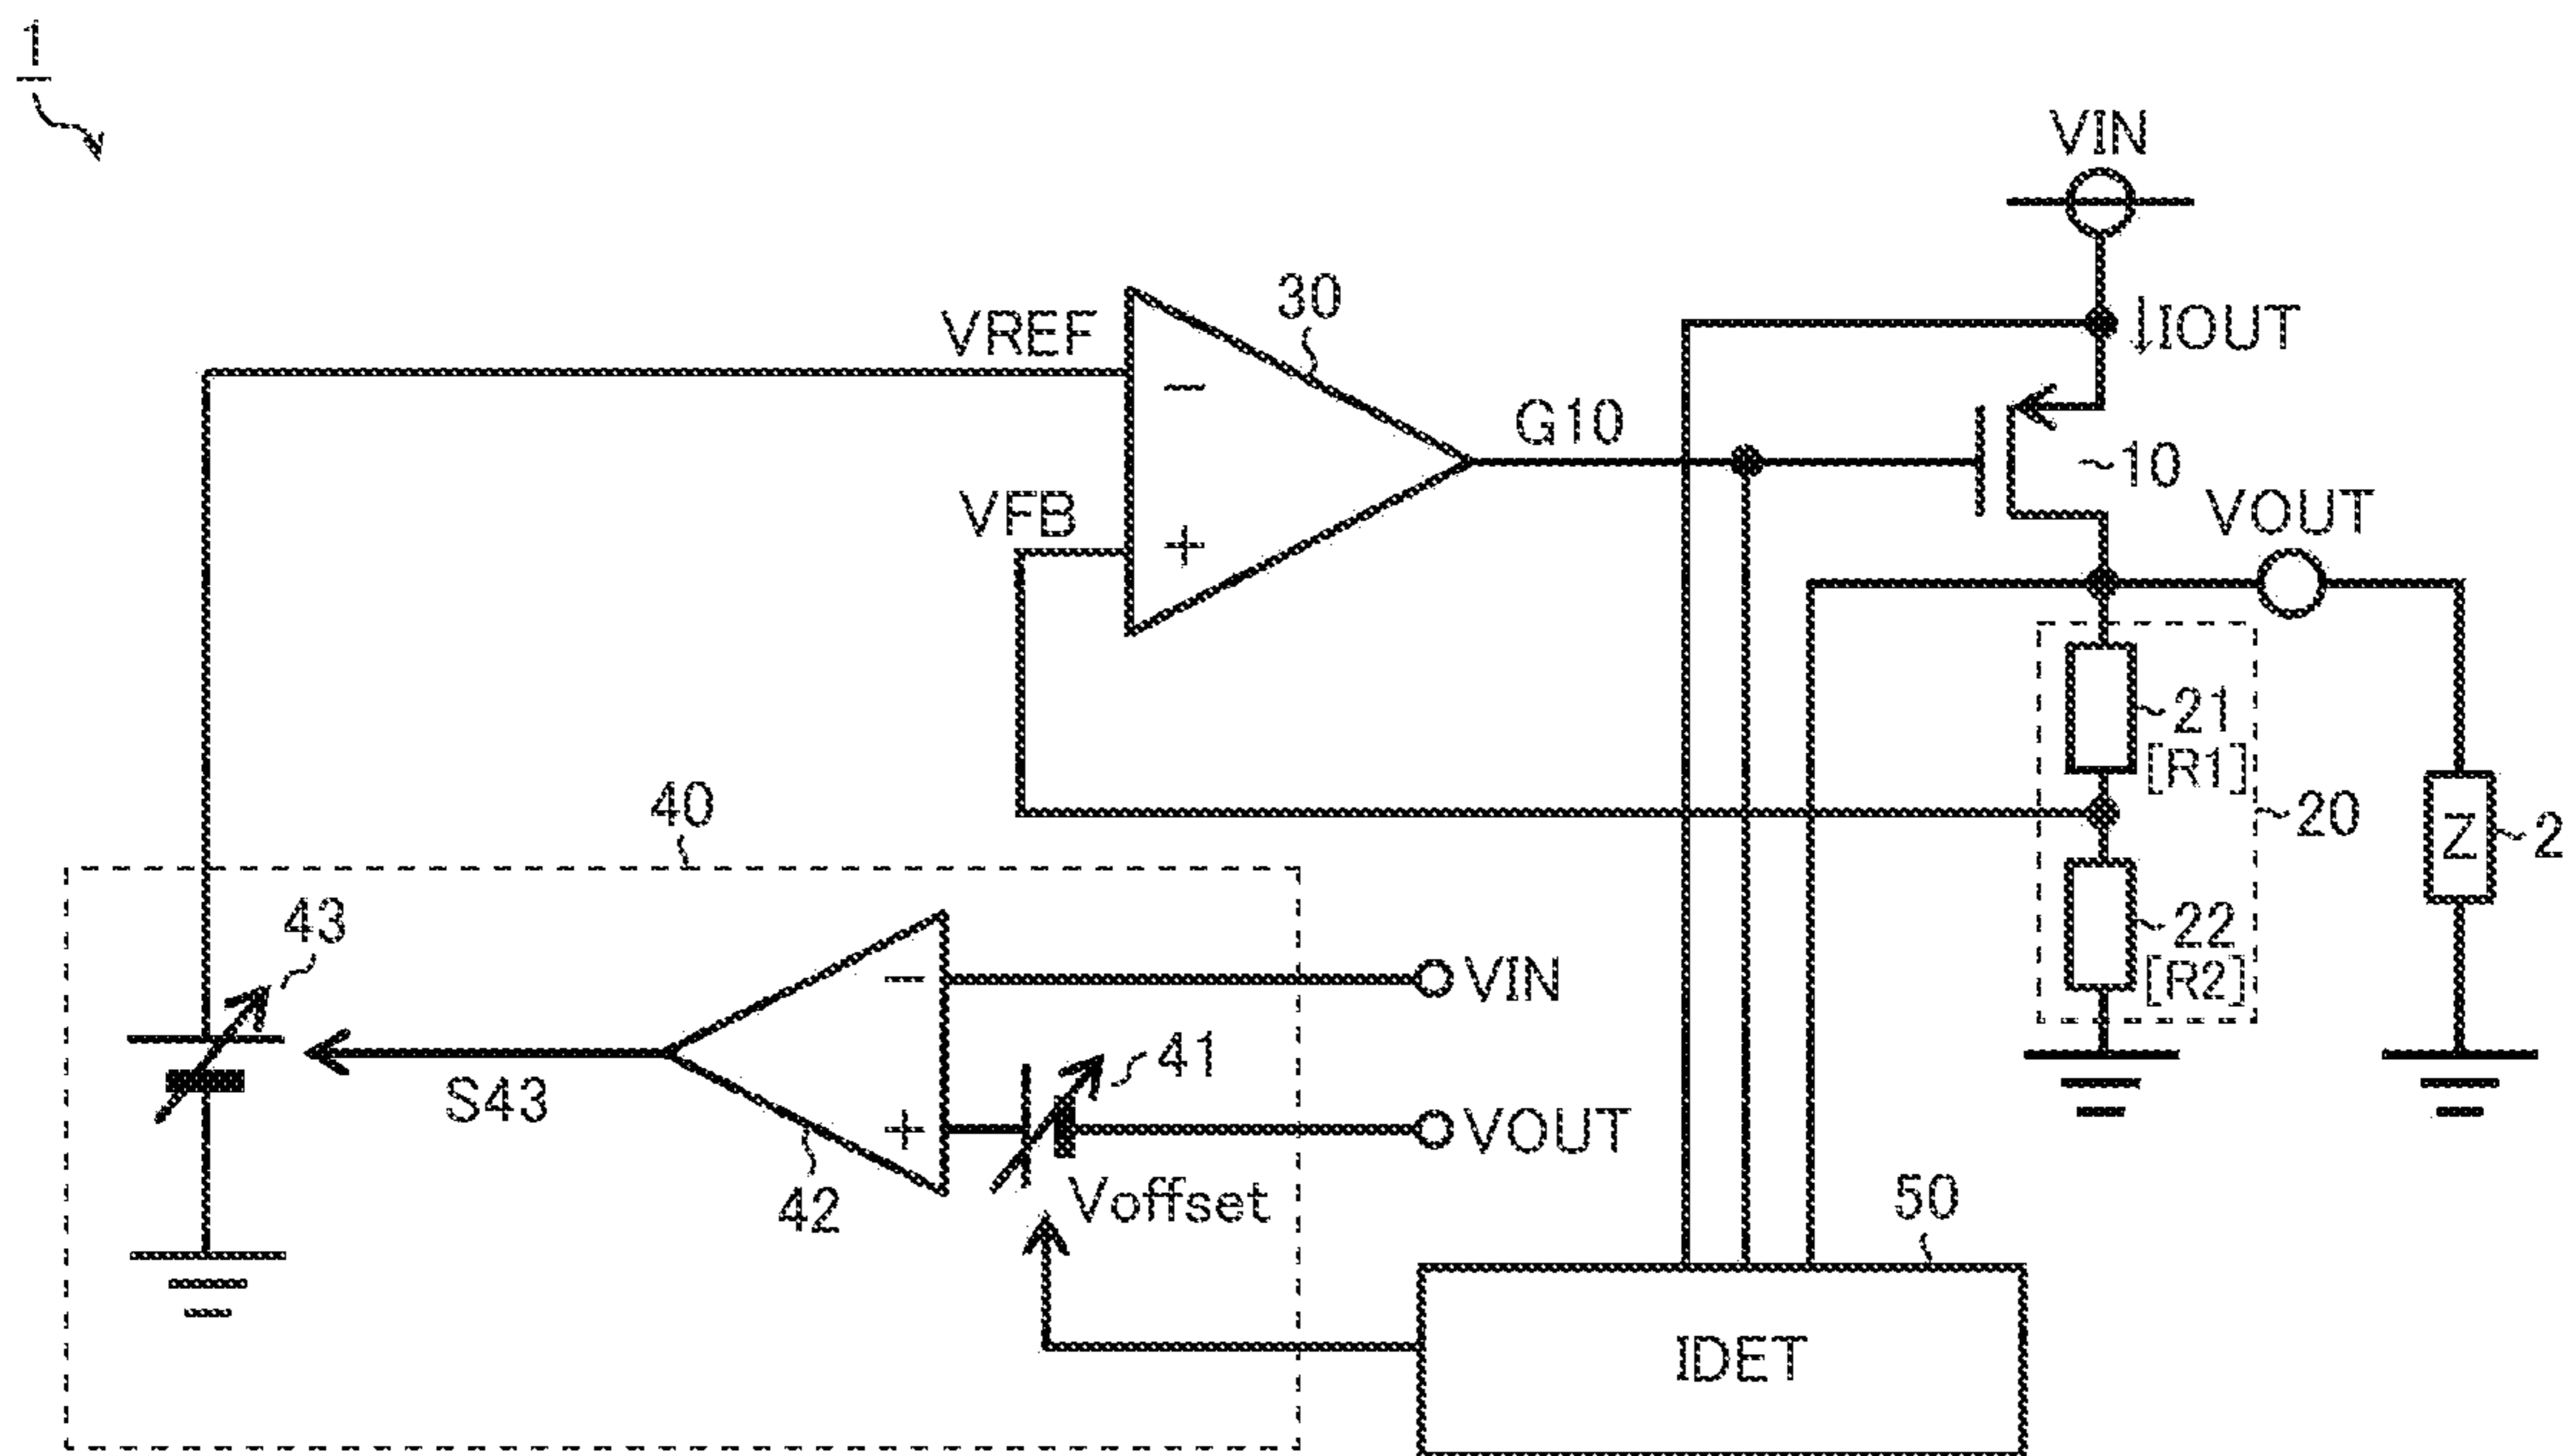 1
VIN
↓IOUT
30
VREF
−
G10
~10
VFB
+
VOUT
21
[R1]
40
20
Z
2
43
22
[R2]
−
VIN
41
S43
+
VOUT
42
Voffset
50
IDET